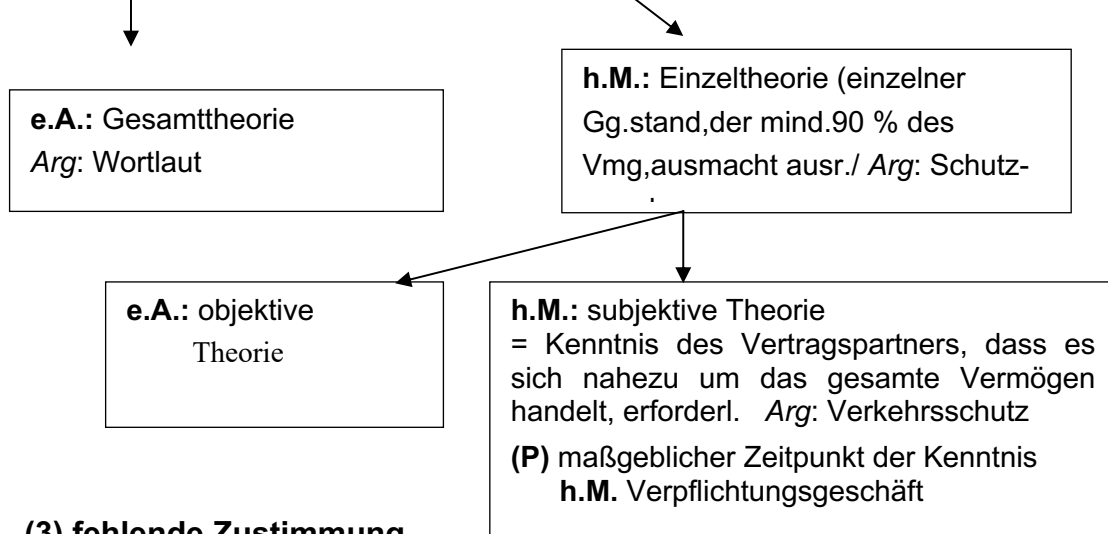 e.A.: Gesamttheorie
Arg: Wortlaut
h.M.: Einzeltheorie (einzelner
Gg.stand,der mind.90 % des
Vmg,ausmacht ausr./ Arg: Schutz-
e.A.: objektive
Theorie
h.M.: subjektive Theorie
= Kenntnis des Vertragspartners, dass es
sich nahezu um das gesamte Vermögen
handelt, erforderl. Arg: Verkehrsschutz
(P) maßgeblicher Zeitpunkt der Kenntnis
h.M. Verpflichtungsgeschäft
(3) fehlende Zustimmung